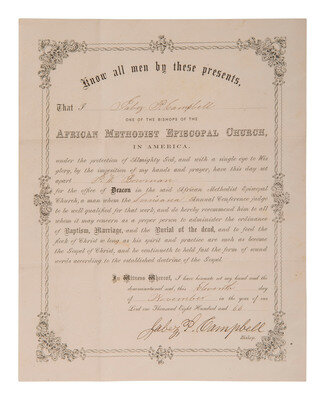 Know all men by these presents,
That I Jabez P. Campbell
ONE OF THE BISHOPS OF THE
AFRICAN METHODIST EPISCOPAL CHURCH,
IN AMERICA.
under the protection of Almighty God, and with a single eye to His
glory, by the imposition of my hands and prayer, have this day set
apart Bowman
for the office of Deacon in the said African Methodist Episcopal
Church, a man whom the Louisiana Annual Conference judge
to be well qualified for that work, and do hereby recommend him to all
whom it may concern as a proper person to administer the ordinance
of Baptism, Marriage, and the Burial of the dead, and to feed the
flock of Christ so long as his spirit and practice are such as become
the Gospel of Christ, and he continueth to hold fast the form of sound
words according to the established doctrine of the Gospel.
In Witness Whereof, I have hereunto set my hand and this
day
of November in the year of our
Lord one Thousand Eight Hundred and
Jabez P. Campbell
Bishop.